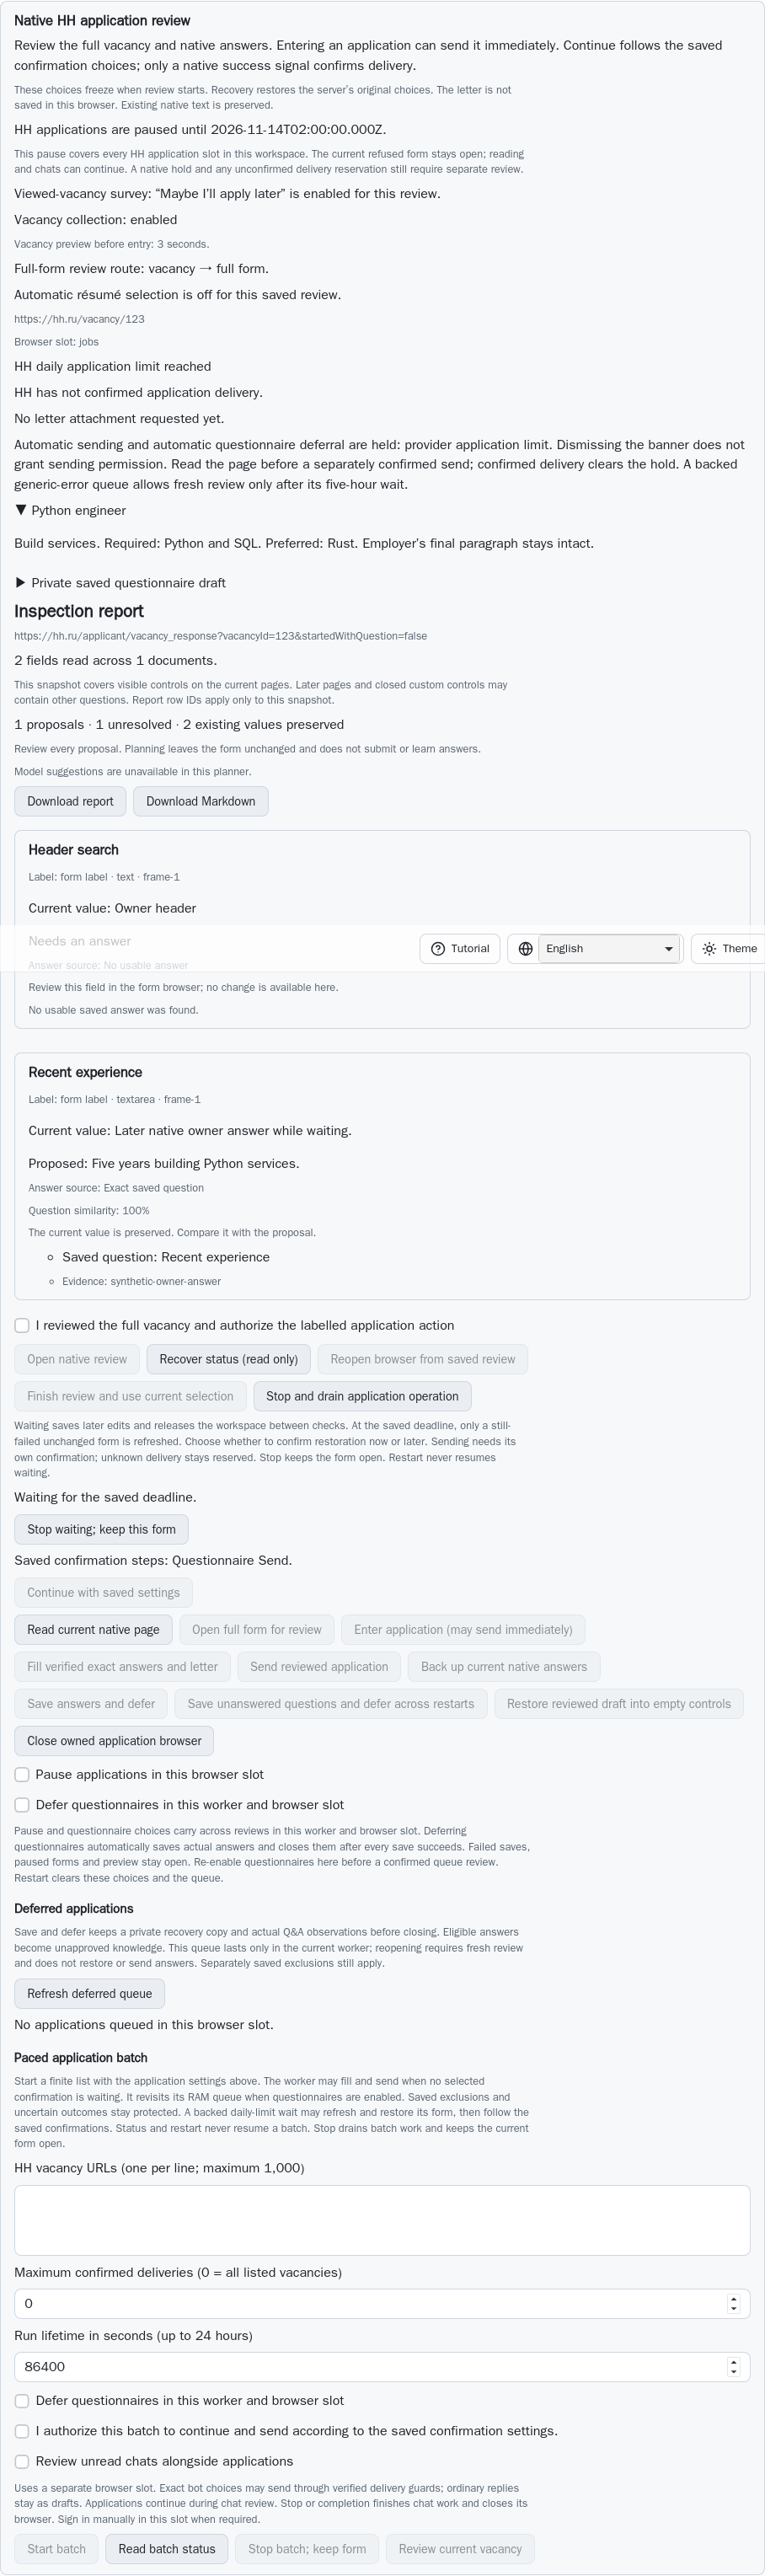 Native HH application review
Review the full vacancy and native answers. Entering an application can send it immediately. Continue follows the saved
confirmation choices; only a native success signal confirms delivery.
These choices freeze when review starts. Recovery restores the server's original choices. The letter is not
saved in this browser. Existing native text is preserved.
HH applications are paused until 2026-11-14T02:00:00.000Z.
This pause covers every HH application slot in this workspace. The current refused form stays open; reading
and chats can continue. A native hold and any unconfirmed delivery reservation still require separate review.
Viewed-vacancy survey: “Maybe I'll apply later” is enabled for this review.
Vacancy collection: enabled
Vacancy preview before entry: 3 seconds.
Full-form review route: vacancy → full form.
Automatic résumé selection is off for this saved review.
https://hh.ru/vacancy/123
Browser slot: jobs
HH daily application limit reached
HH has not confirmed application delivery.
No letter attachment requested yet.
Automatic sending and automatic questionnaire deferral are held: provider application limit. Dismissing the banner does not
grant sending permission. Read the page before a separately confirmed send; confirmed delivery clears the hold. A backed
generic-error queue allows fresh review only after its five-hour wait.
▼ Python engineer
Build services. Required: Python and SQL. Preferred: Rust. Employer's final paragraph stays intact.
▶ Private saved questionnaire draft
Inspection report
https://hh.ru/applicant/vacancy_response?vacancyId=123&startedWithQuestion=false
2 fields read across 1 documents.
This snapshot covers visible controls on the current pages. Later pages and closed custom controls may
contain other questions. Report row IDs apply only to this snapshot.
1 proposals · 1 unresolved · 2 existing values preserved
Review every proposal. Planning leaves the form unchanged and does not submit or learn answers.
Model suggestions are unavailable in this planner.
Download report Download Markdown
Header search
Label: form label · text · frame-1
Current value: Owner header
Needs an answer
Tutorial English Theme
Answer source: No usable answer
Review this field in the form browser; no change is available here.
No usable saved answer was found.
Recent experience
Label: form label · textarea · frame-1
Current value: Later native owner answer while waiting.
Proposed: Five years building Python services.
Answer source: Exact saved question
Question similarity: 100%
The current value is preserved. Compare it with the proposal.
Saved question: Recent experience
Evidence: synthetic-owner-answer
I reviewed the full vacancy and authorize the labelled application action
Open native review Recover status (read only) Reopen browser from saved review
Finish review and use current selection Stop and drain application operation
Waiting saves later edits and releases the workspace between checks. At the saved deadline, only a still-
failed unchanged form is refreshed. Choose whether to confirm restoration now or later. Sending needs its
own confirmation; unknown delivery stays reserved. Stop keeps the form open. Restart never resumes
waiting.
Waiting for the saved deadline.
Stop waiting; keep this form
Saved confirmation steps: Questionnaire Send.
Continue with saved settings
Read current native page Open full form for review Enter application (may send immediately)
Fill verified exact answers and letter Send reviewed application Back up current native answers
Save answers and defer Save unanswered questions and defer across restarts Restore reviewed draft into empty controls
Close owned application browser
Pause applications in this browser slot
Defer questionnaires in this worker and browser slot
Pause and questionnaire choices carry across reviews in this worker and browser slot. Deferring
questionnaires automatically saves actual answers and closes them after every save succeeds. Failed saves,
paused forms and preview stay open. Re-enable questionnaires here before a confirmed queue review.
Restart clears these choices and the queue.
Deferred applications
Save and defer keeps a private recovery copy and actual Q&A observations before closing. Eligible answers
become unapproved knowledge. This queue lasts only in the current worker; reopening requires fresh review
and does not restore or send answers. Separately saved exclusions still apply.
Refresh deferred queue
No applications queued in this browser slot.
Paced application batch
Start a finite list with the application settings above. The worker may fill and send when no selected
confirmation is waiting. It revisits its RAM queue when questionnaires are enabled. Saved exclusions and
uncertain outcomes stay protected. A backed daily-limit wait may refresh and restore its form, then follow the
saved confirmations. Status and restart never resume a batch. Stop drains batch work and keeps the current
form open.
HH vacancy URLs (one per line; maximum 1,000)
Maximum confirmed deliveries (0 = all listed vacancies)
0
Run lifetime in seconds (up to 24 hours)
86400
Defer questionnaires in this worker and browser slot
I authorize this batch to continue and send according to the saved confirmation settings.
Review unread chats alongside applications
Uses a separate browser slot. Exact bot choices may send through verified delivery guards; ordinary replies
stay as drafts. Applications continue during chat review. Stop or completion finishes chat work and closes its
browser. Sign in manually in this slot when required.
Start batch Read batch status Stop batch; keep form Review current vacancy